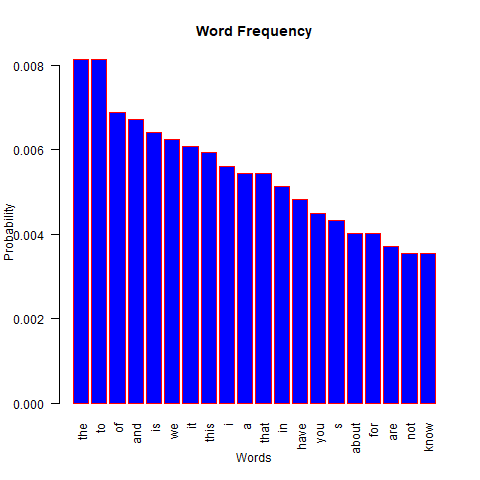 Word Frequency
Probability
0.008
0.006
0.004
0.002
0.000
the
to
of
and
is
we
it
this
i
a
that
in
have
you
s
about
for
are
not
know
Words